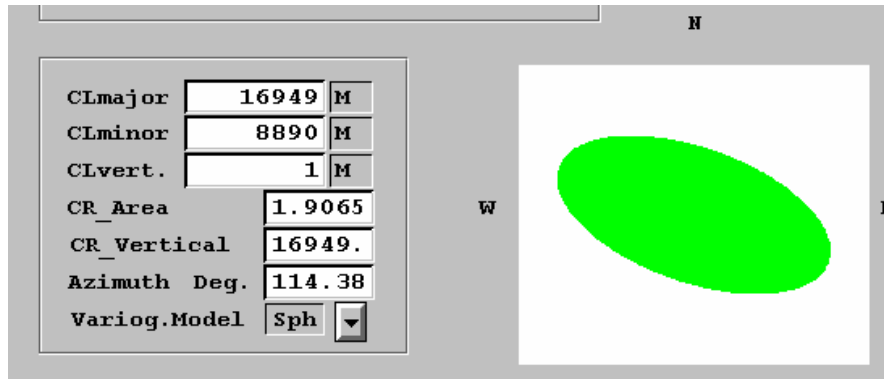 N
CLmajor 16949 M
CLminor 8890 M
CLvert. 1 M
CR_Area 1.9065
W
CR_Vertical 16949.
Azimuth Deg. 114.38
Variog.Model Sph